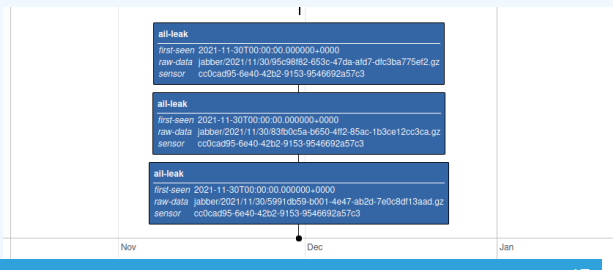 ail-leak
first-seen 2021-11-30T00:00:00.000000+0000
raw-data jabber/2021/11/30/95c98f82-653c-47da-afd7-dfc3ba775ef2.gz
sensor cc0cad95-6e40-42b2-9153-9546692a57c3
ail-leak
first-seen 2021-11-30T00:00:00.000000+0000
raw-data jabber/2021/11/30/83fb0c5a-b650-4ff2-85ac-1b3ce12cc3ca.gz
sensor cc0cad95-6e40-42b2-9153-9546692a57c3
ail-leak
first-seen 2021-11-30T00:00:00.000000+0000
raw-data jabber/2021/11/30/5991db59-b001-4e47-ab2d-7e0c8df13aad.gz
sensor cc0cad95-6e40-42b2-9153-9546692a57c3
Nov Dec Jan